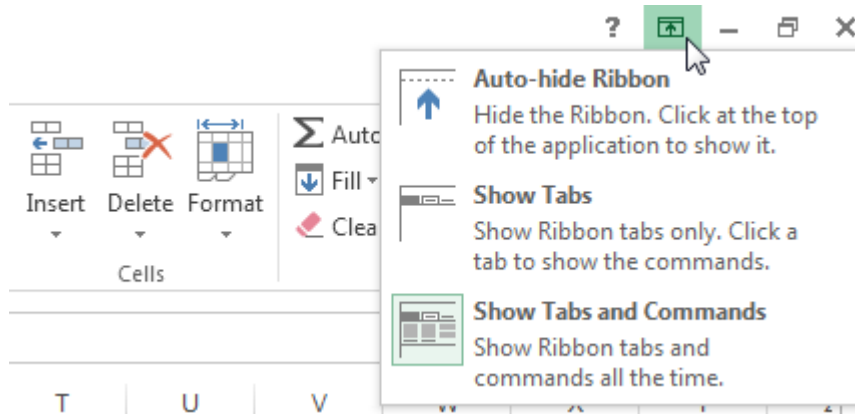 ?
Auto-hide Ribbon
Hide the Ribbon. Click at the top
of the application to show it.
Show Tabs
Show Ribbon tabs only. Click a
tab to show the commands.
Show Tabs and Commands
Show Ribbon tabs and
commands all the time.
Insert Delete Format
Cells
Σ Auto
Fill
Clea
T U V